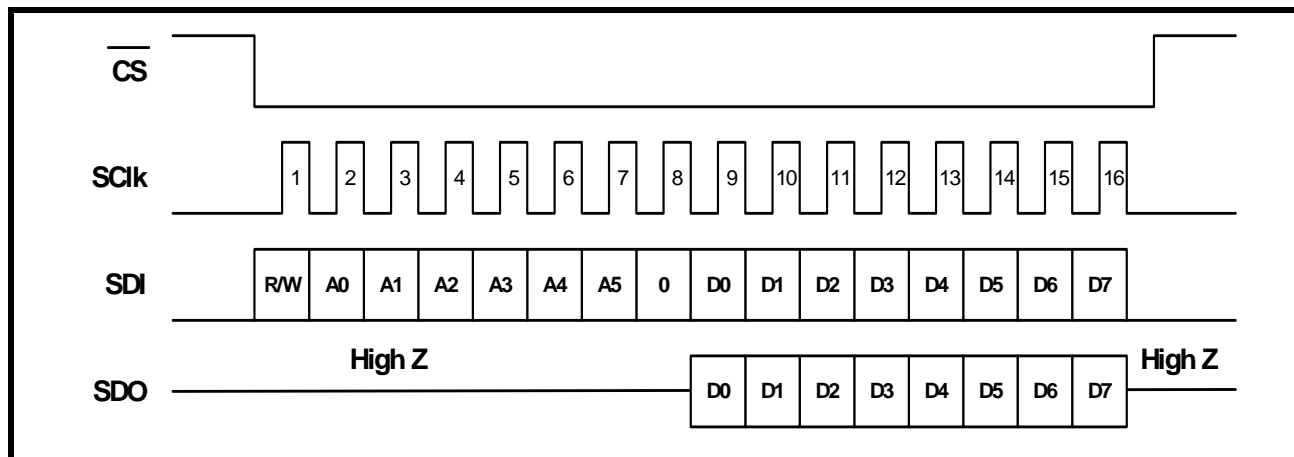 CS
SClk 1 2 3 4 5 6 7 8 9 10 11 12 13 14 15 16
SDI R/W A0 A1 A2 A3 A4 A5 0 D0 D1 D2 D3 D4 D5 D6 D7
High Z High Z
SDO D0 D1 D2 D3 D4 D5 D6 D7